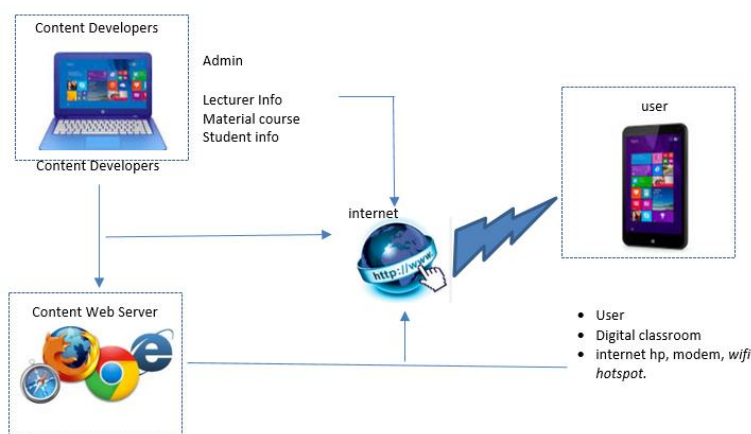 Content Developers
Admin
Lecturer Info
Material course
Student info
Content Developers
user
internet
http://www.
Content Web Server
• User
• Digital classroom
• internet hp, modem, wifi
hotspot.